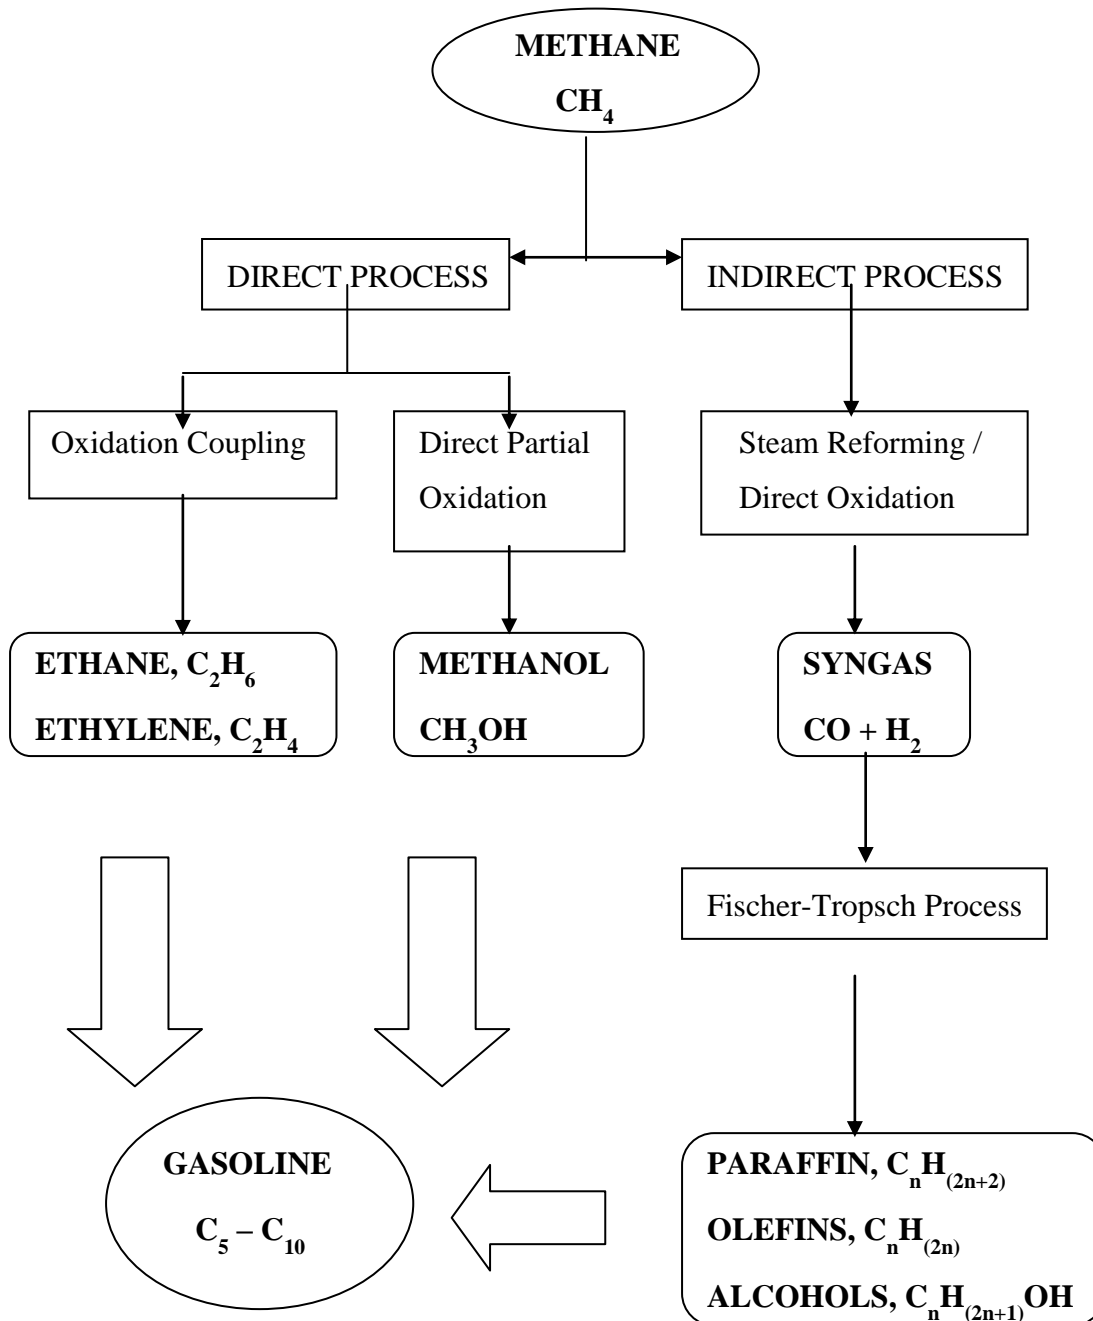 METHANE
CH₄
DIRECT PROCESS
INDIRECT PROCESS
Oxidation Coupling
Direct Partial
Oxidation
Steam Reforming /
Direct Oxidation
ETHANE, C₂H₆
ETHYLENE, C₂H₄
METHANOL
CH₃OH
SYNGAS
CO + H₂
Fischer-Tropsch Process
GASOLINE
C₅ – C₁₀
PARAFFIN, CₙH₍₂ₙ₊₂₎
OLEFINS, CₙH₍₂ₙ₎
ALCOHOLS, CₙH₍₂ₙ₊₁₎OH